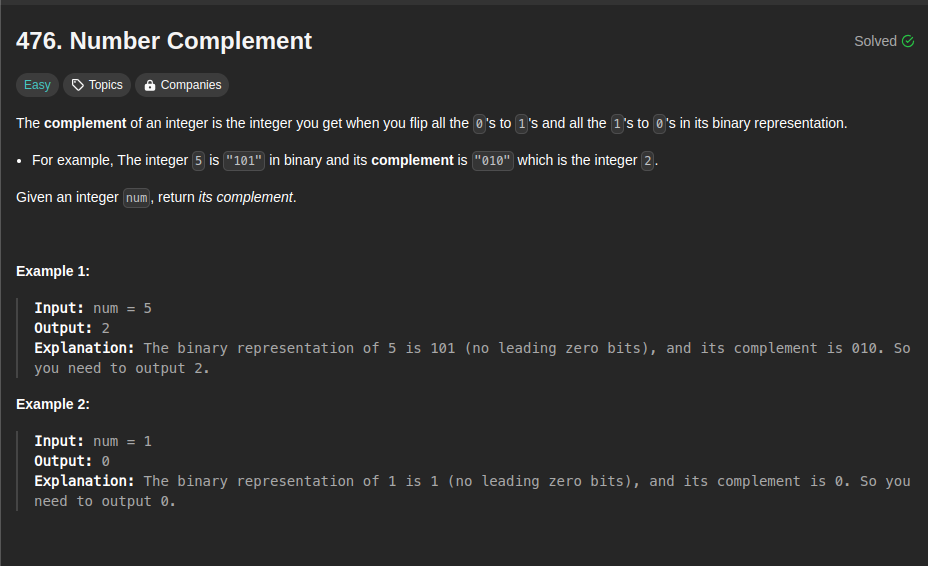 476. Number Complement
Solved
Easy Topics Companies
The complement of an integer is the integer you get when you flip all the 0's to 1's and all the 1's to 0's in its binary representation.
• For example, The integer 5 is "101" in binary and its complement is "010" which is the integer 2.
Given an integer num, return its complement.
Example 1:
Input: num = 5
Output: 2
Explanation: The binary representation of 5 is 101 (no leading zero bits), and its complement is 010. So
you need to output 2.
Example 2:
Input: num = 1
Output: 0
Explanation: The binary representation of 1 is 1 (no leading zero bits), and its complement is 0. So you
need to output 0.